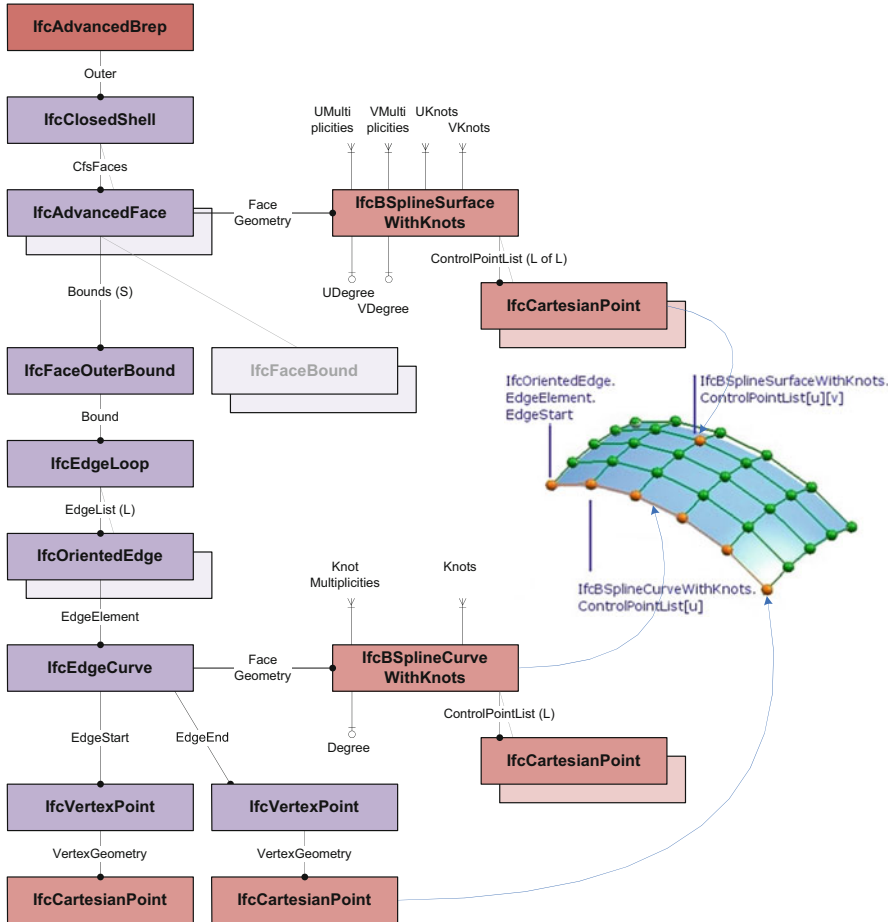 IfcAdvancedBrep
Outer
IfcClosedShell
CfsFaces
IfcAdvancedFace
Face
Geometry
UMulti
plicities
VMulti
plicities
UKnots
VKnots
IfcBSplineSurface
WithKnots
UDegree
VDegree
ControlPointList (L of L)
IfcCartesianPoint
Bounds (S)
IfcFaceOuterBound
IfcFaceBound
Bound
IfcEdgeLoop
EdgeList (L)
IfcOrientedEdge
EdgeElement
IfcOrientedEdge.
EdgeElement.
EdgeStart
IfcBSplineSurfaceWithKnots.
ControlPointList[u][v]
IfcBSplineCurveWithKnots.
ControlPointList[u]
IfcEdgeCurve
Face
Geometry
Knot
Multiplicities
Knots
IfcBSplineCurve
WithKnots
Degree
ControlPointList (L)
IfcCartesianPoint
EdgeStart
EdgeEnd
IfcVertexPoint
IfcVertexPoint
VertexGeometry
VertexGeometry
IfcCartesianPoint
IfcCartesianPoint